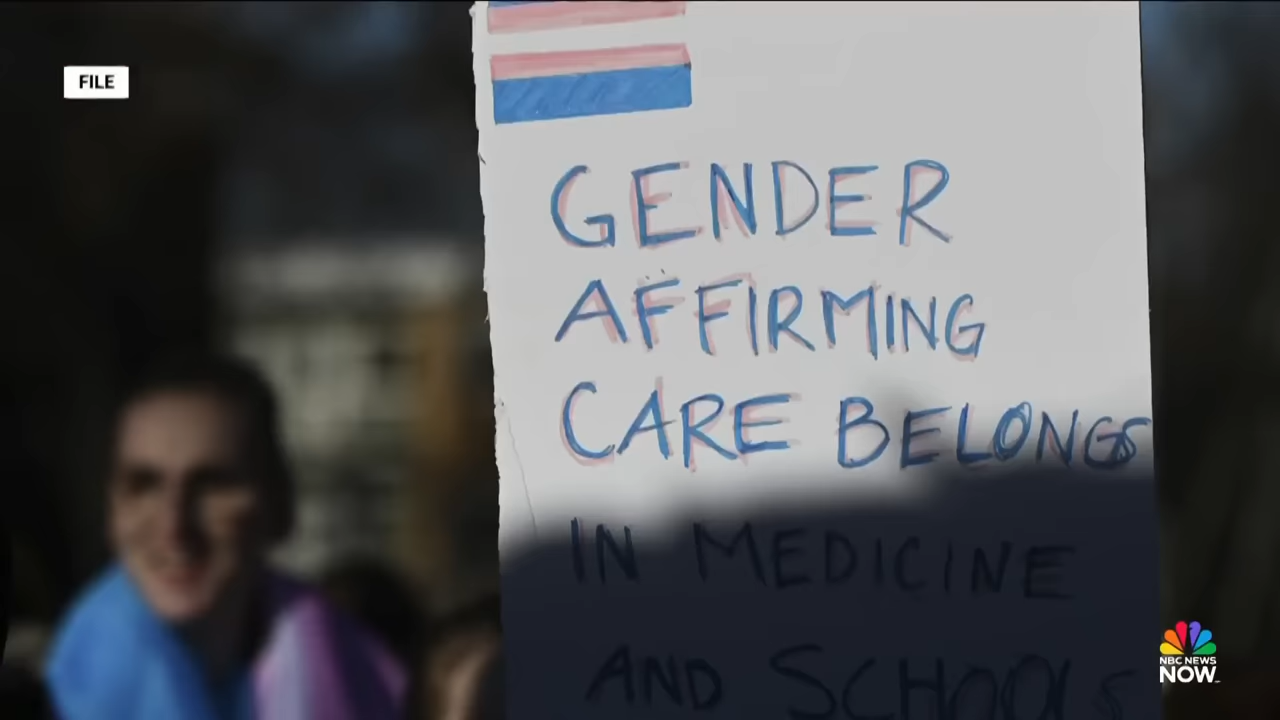 FILE
GENDER
AFFIRMING
CARE BELONGS
IN MEDICINE
AND SCHOOLS
NBC NEWS
NOW